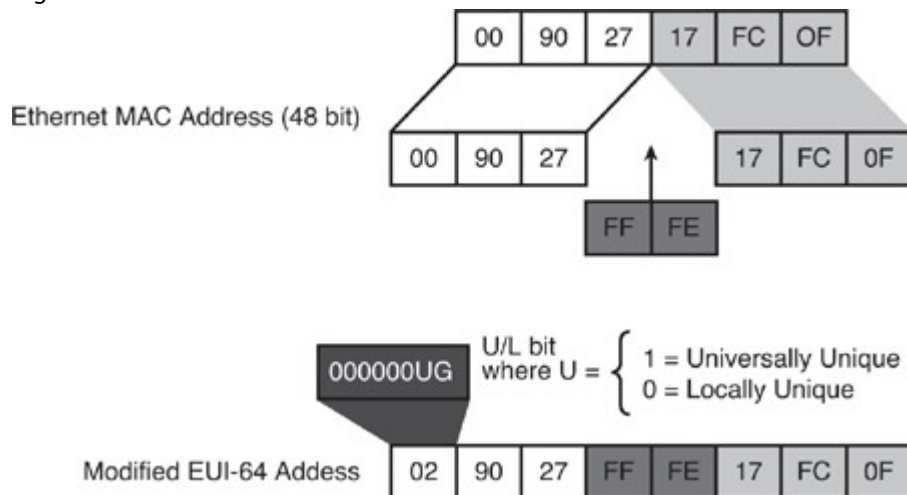 00 90 27 17 FC OF
Ethernet MAC Address (48 bit)
00 90 27 17 FC 0F
FF FE
000000UG
U/L bit
where U = { 1 = Universally Unique
0 = Locally Unique
Modified EUI-64 Addess
02 90 27 FF FE 17 FC 0F